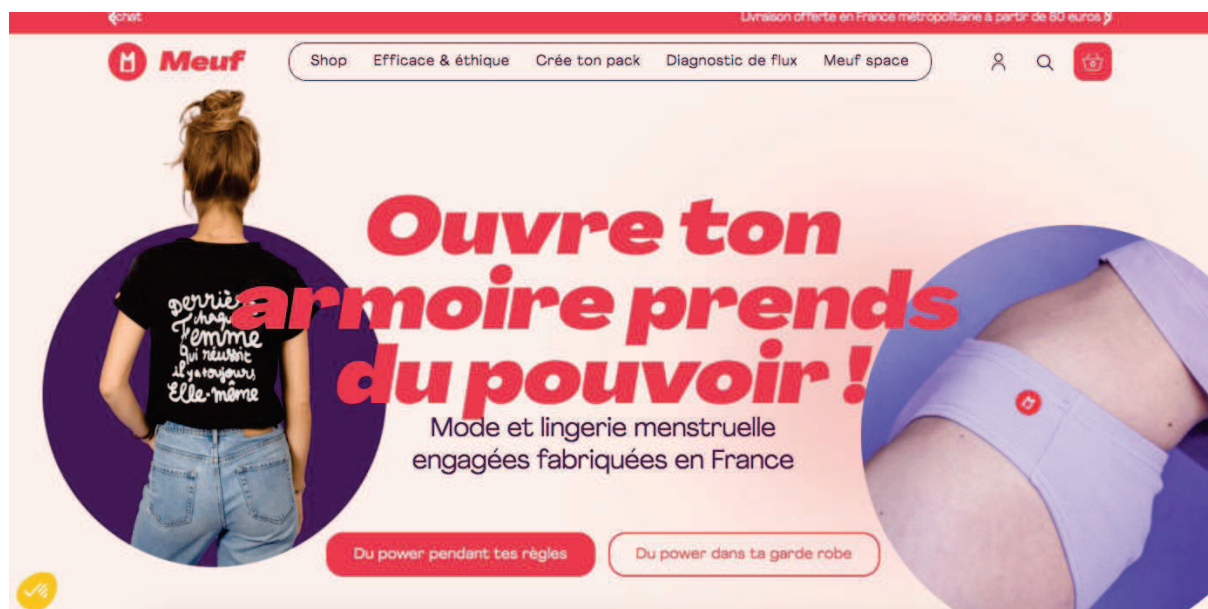 chat
Livraison offerte en France métropolitaine à partir de 80 euros
Meuf
Shop
Efficace & éthique
Crée ton pack
Diagnostic de flux
Meuf space
0
Ouvre ton
armoire prends
du pouvoir !
Derrière
chaque
Femme
qui réussit
il y a toujours
Elle-même
Mode et lingerie menstruelle
engagées fabriquées en France
Du power pendant tes règles
Du power dans ta garde robe